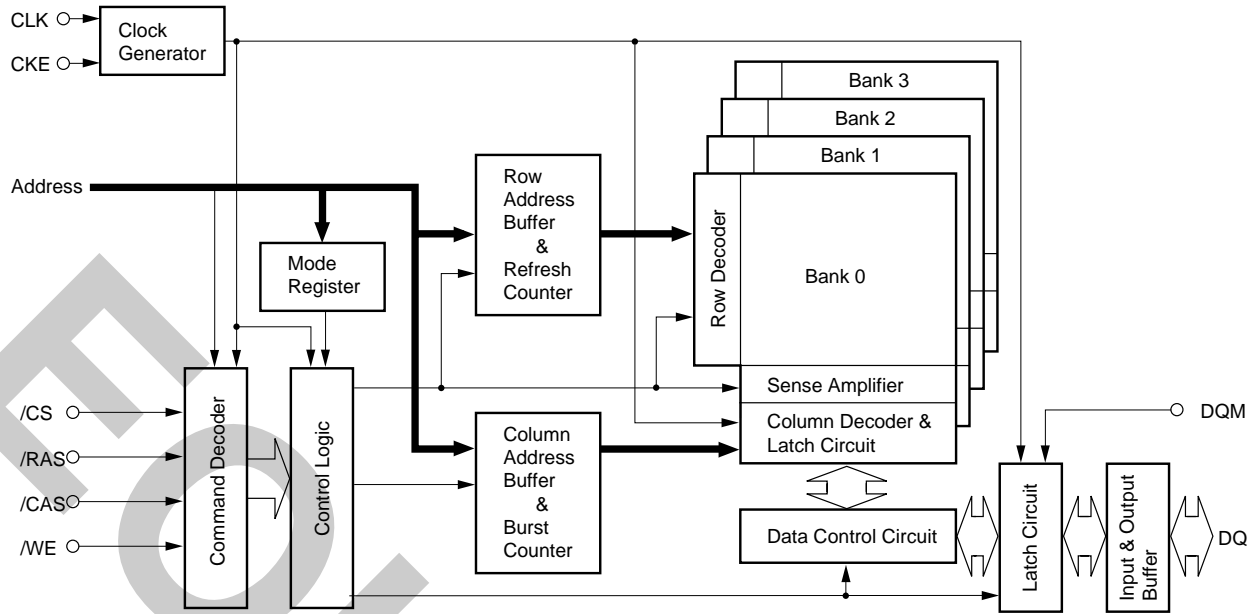 CLK
CKE
Clock
Generator
Bank 3
Bank 2
Bank 1
Address
Row
Address
Buffer
&
Refresh
Counter
Row Decoder
Bank 0
Mode
Register
Sense Amplifier
Column Decoder &
Latch Circuit
/CS
/RAS
/CAS
/WE
Command Decoder
Control Logic
Column
Address
Buffer
&
Burst
Counter
Data Control Circuit
Latch Circuit
Input & Output
Buffer
DQM
DQ